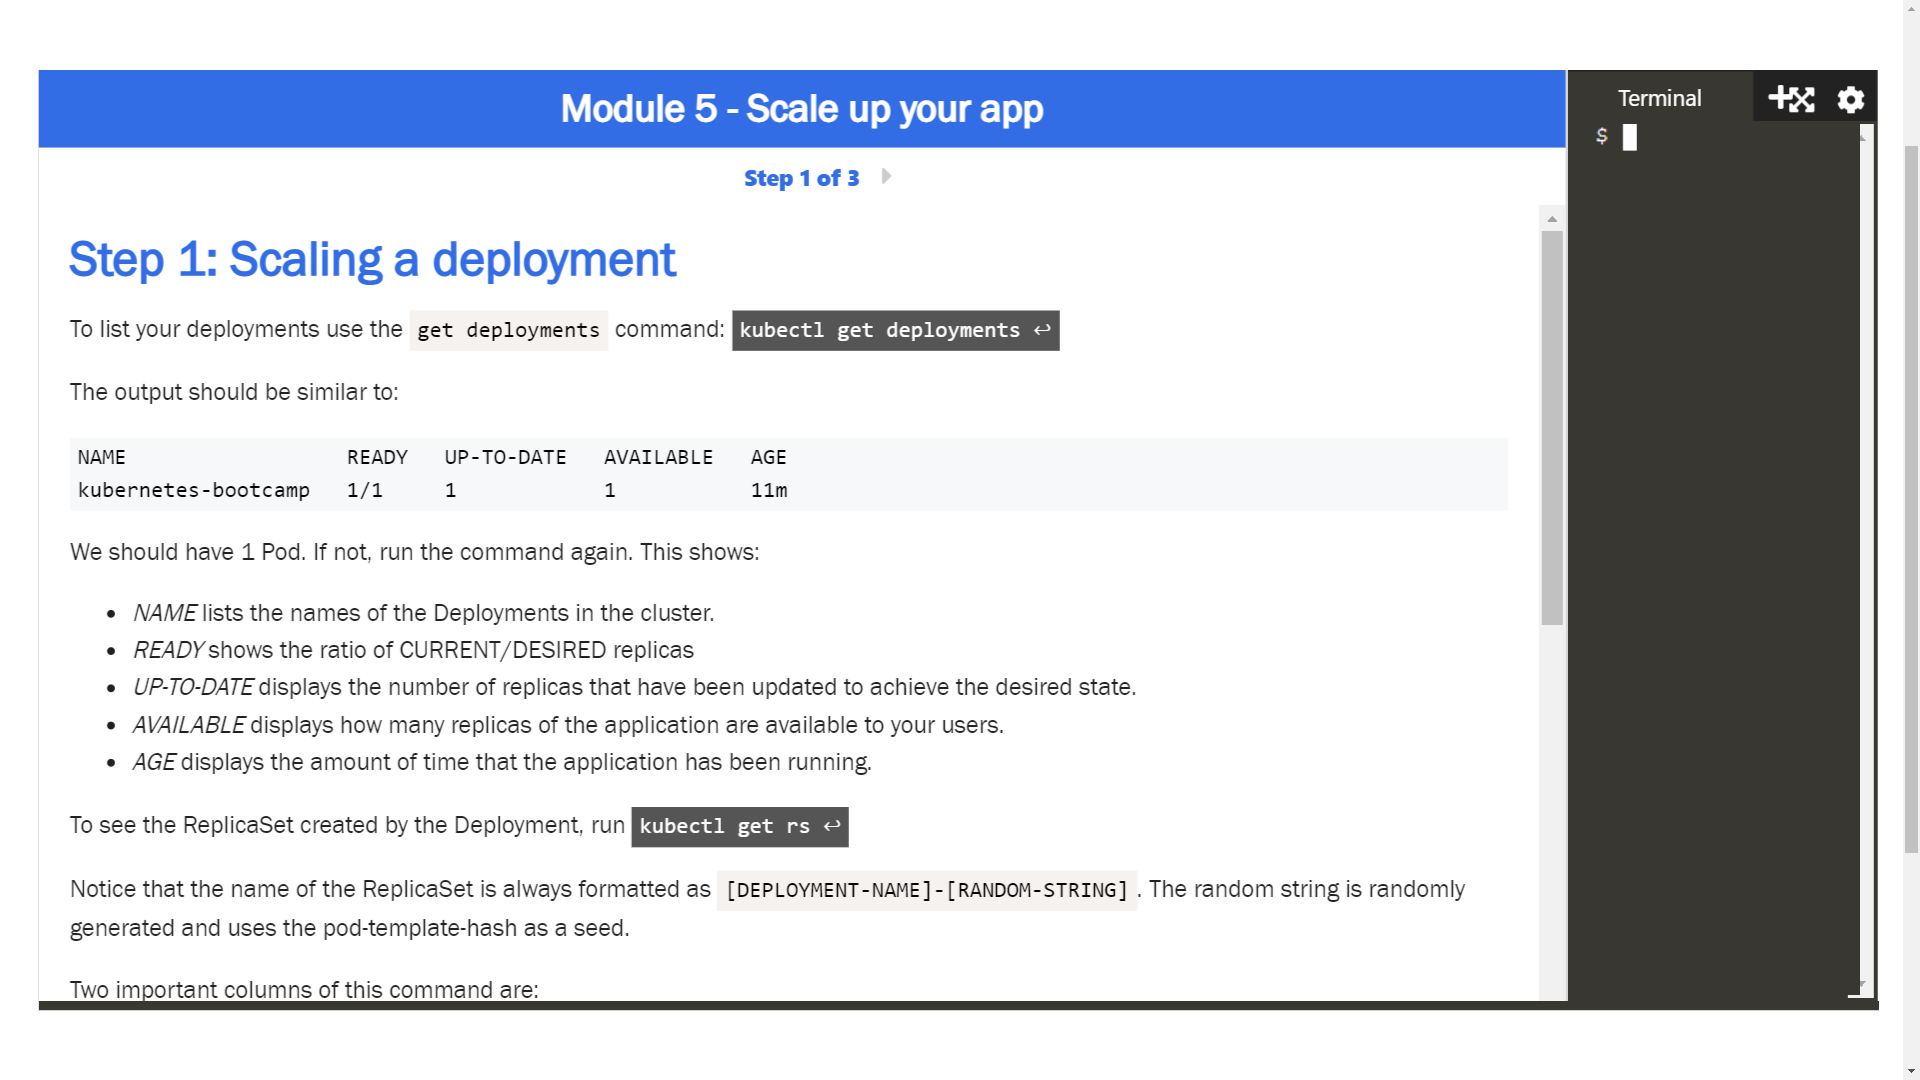 Module 5 - Scale up your app
Terminal
$
Step 1 of 3
Step 1: Scaling a deployment
To list your deployments use the get deployments command: kubectl get deployments ↩
The output should be similar to:
NAME READY UP-TO-DATE AVAILABLE AGE
kubernetes-bootcamp 1/1 1 1 11m
We should have 1 Pod. If not, run the command again. This shows:
• NAME lists the names of the Deployments in the cluster.
• READY shows the ratio of CURRENT/DESIRED replicas
• UP-TO-DATE displays the number of replicas that have been updated to achieve the desired state.
• AVAILABLE displays how many replicas of the application are available to your users.
• AGE displays the amount of time that the application has been running.
To see the ReplicaSet created by the Deployment, run kubectl get rs ↩
Notice that the name of the ReplicaSet is always formatted as [DEPLOYMENT-NAME]-[RANDOM-STRING]. The random string is randomly
generated and uses the pod-template-hash as a seed.
Two important columns of this command are: